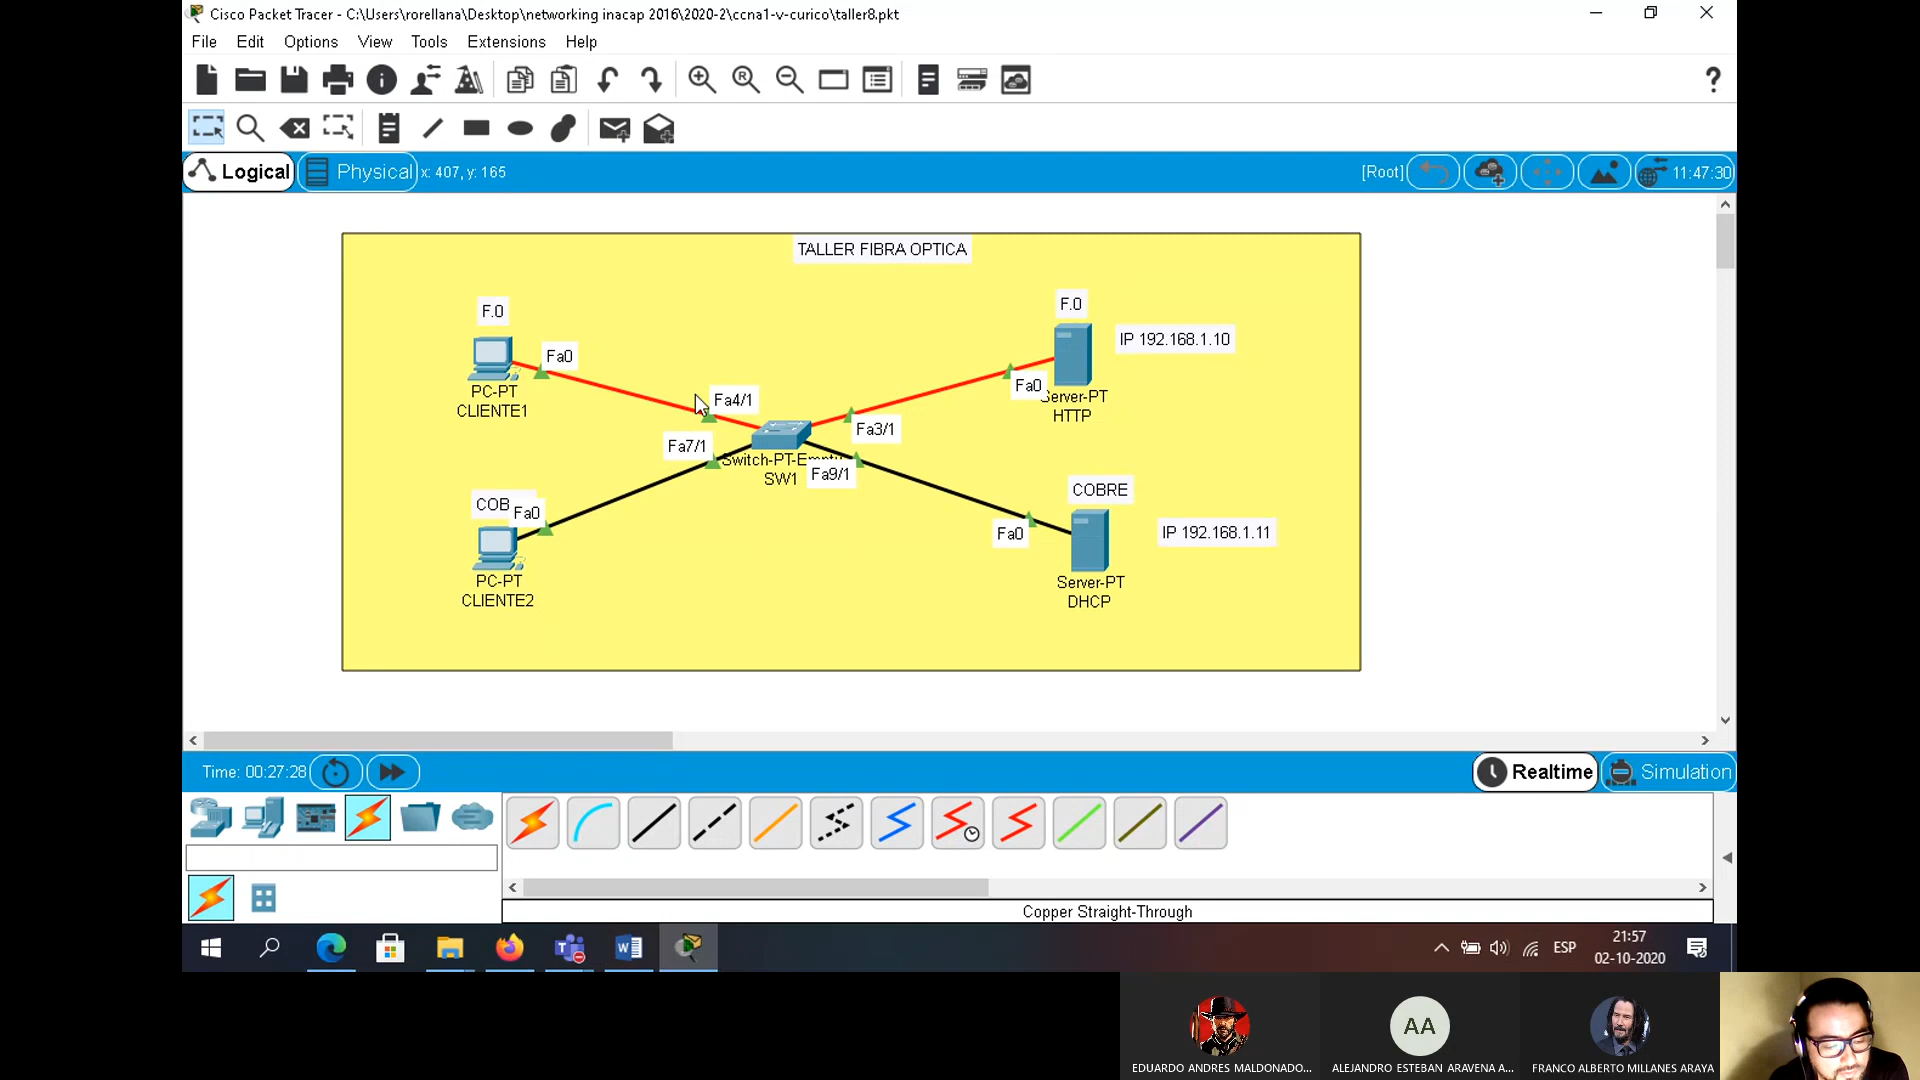 Cisco Packet Tracer - C:\Users\rorellana\Desktop\networking inacap 2016\2020-2\ccna1-v-curico\taller8.pkt
File Edit Options View Tools Extensions Help
Logical Physical x: 407, y: 165 [Root] 11:47:30
TALLER FIBRA OPTICA
F.0
F.0
IP 192.168.1.10
Fa0
Fa0
PC-PT
CLIENTE1
Server-PT
HTTP
Fa4/1
Fa3/1
Fa7/1
Switch-PT-Empty
SW1
Fa9/1
COBRE
IP 192.168.1.11
COB
Fa0
Fa0
PC-PT
CLIENTE2
Server-PT
DHCP
Time: 00:27:28
Realtime Simulation
Copper Straight-Through
ESP
21:57
02-10-2020
AA
EDUARDO ANDRES MALDONADO...
ALEJANDRO ESTEBAN ARAVENA A...
FRANCO ALBERTO MILLANES ARAYA